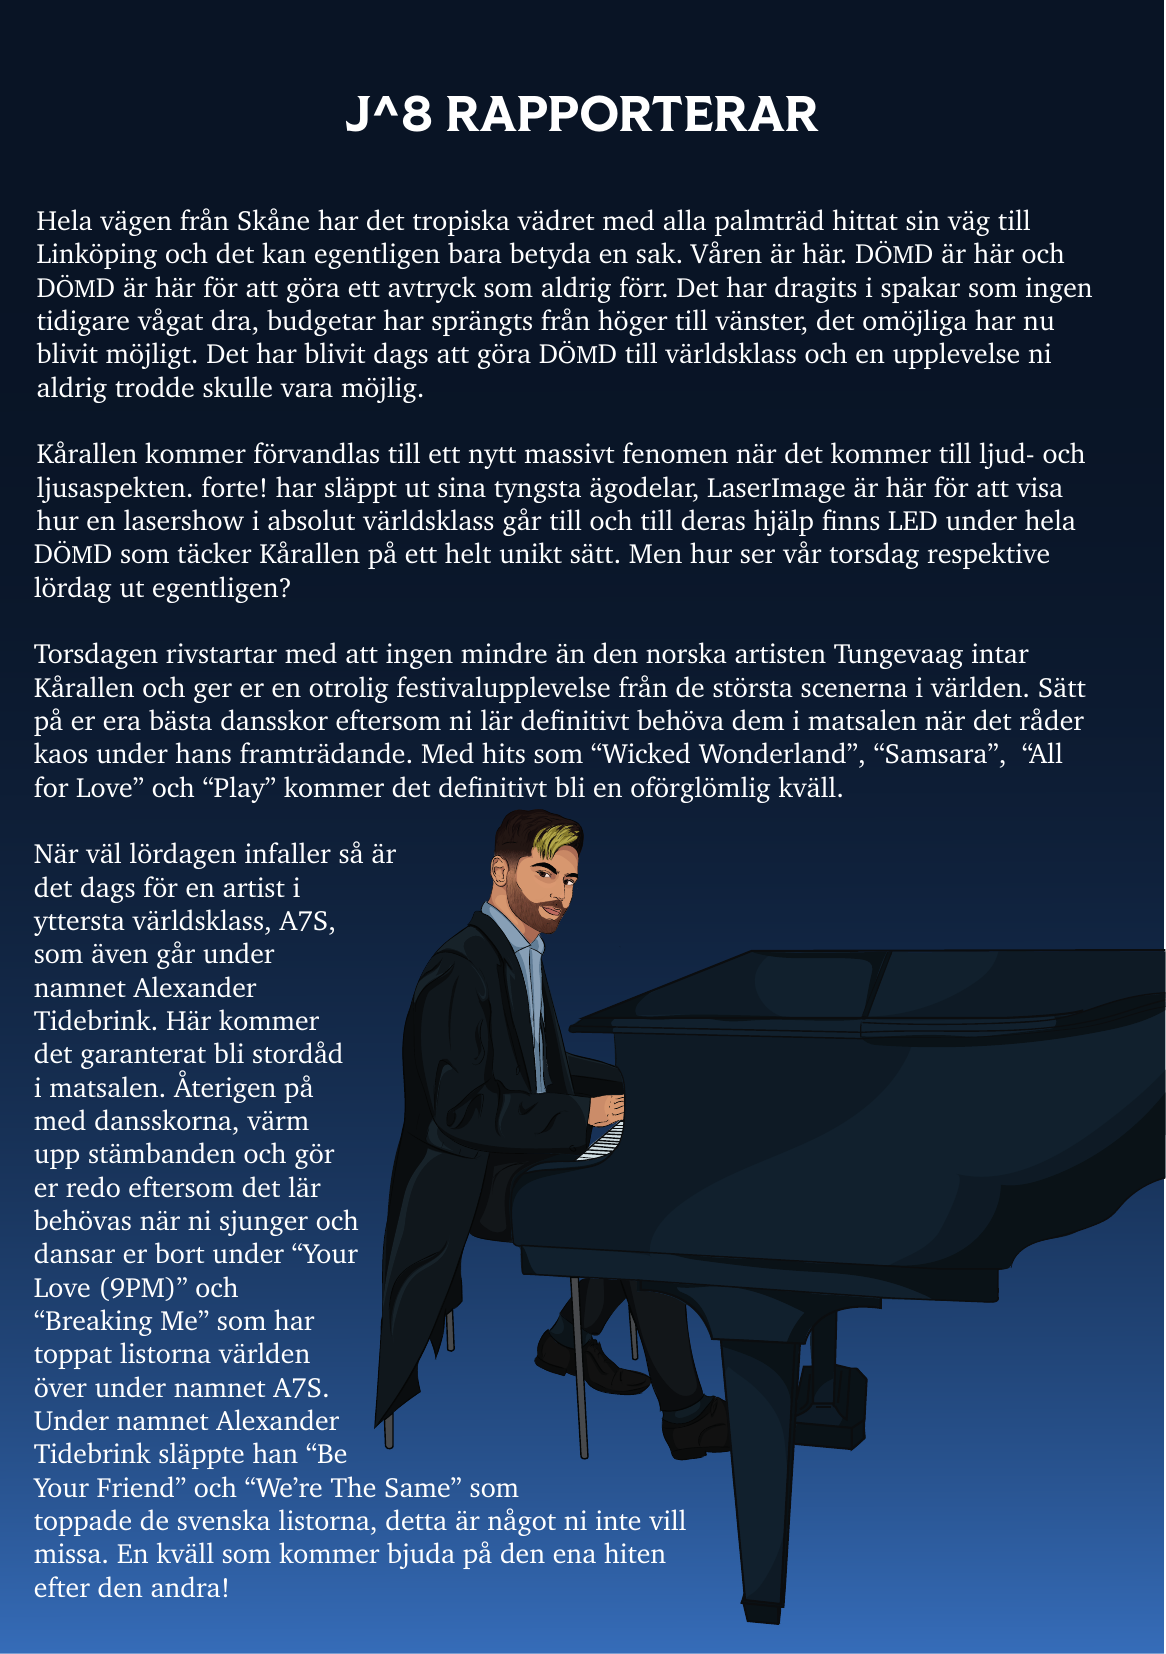 J^8 RAPPORTERAR
Hela vägen från Skåne har det tropiska vädret med alla palmträd hittat sin väg till
Linköping och det kan egentligen bara betyda en sak. Våren är här. DÖMD är här och
DÖMD är här för att göra ett avtryck som aldrig förr. Det har dragits i spakar som ingen
tidigare vågat dra, budgetar har sprängts från höger till vänster, det omöjliga har nu
blivit möjligt. Det har blivit dags att göra DÖMD till världsklass och en upplevelse ni
aldrig trodde skulle vara möjlig.
Kårallen kommer förvandlas till ett nytt massivt fenomen när det kommer till ljud- och
ljusaspekten. forte! har släppt ut sina tyngsta ägodelar, LaserImage är här för att visa
hur en lasershow i absolut världsklass går till och till deras hjälp finns LED under hela
DÖMD som täcker Kårallen på ett helt unikt sätt. Men hur ser vår torsdag respektive
lördag ut egentligen?
Torsdagen rivstartar med att ingen mindre än den norska artisten Tungevaag intar
Kårallen och ger er en otrolig festivalupplevelse från de största scenerna i världen. Sätt
på er era bästa dansskor eftersom ni lär definitivt behöva dem i matsalen när det råder
kaos under hans framträdande. Med hits som “Wicked Wonderland”, “Samsara”, “All
for Love” och “Play” kommer det definitivt bli en oförglömlig kväll.
När väl lördagen infaller så är
det dags för en artist i
yttersta världsklass, A7S,
som även går under
namnet Alexander
Tidebrink. Här kommer
det garanterat bli stordåd
i matsalen. Återigen på
med dansskorna, värm
upp stämbanden och gör
er redo eftersom det lär
behövas när ni sjunger och
dansar er bort under “Your
Love (9PM)” och
“Breaking Me” som har
toppat listorna världen
över under namnet A7S.
Under namnet Alexander
Tidebrink släppte han “Be
Your Friend” och “We’re The Same” som
toppade de svenska listorna, detta är något ni inte vill
missa. En kväll som kommer bjuda på den ena hiten
efter den andra!